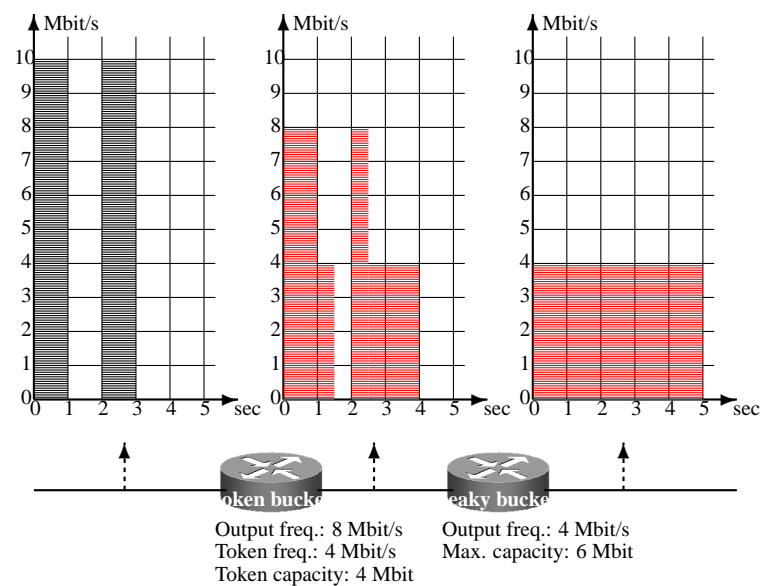 Mbit/s
10
9
8
7
6
5
4
3
2
1
0
0 1 2 3 4 5 sec
Mbit/s
10
9
8
7
6
5
4
3
2
1
0
0 1 2 3 4 5 sec
Mbit/s
10
9
8
7
6
5
4
3
2
1
0
0 1 2 3 4 5 sec
oken bucke
eaky bucke
Output freq.: 8 Mbit/s
Token freq.: 4 Mbit/s
Token capacity: 4 Mbit
Output freq.: 4 Mbit/s
Max. capacity: 6 Mbit